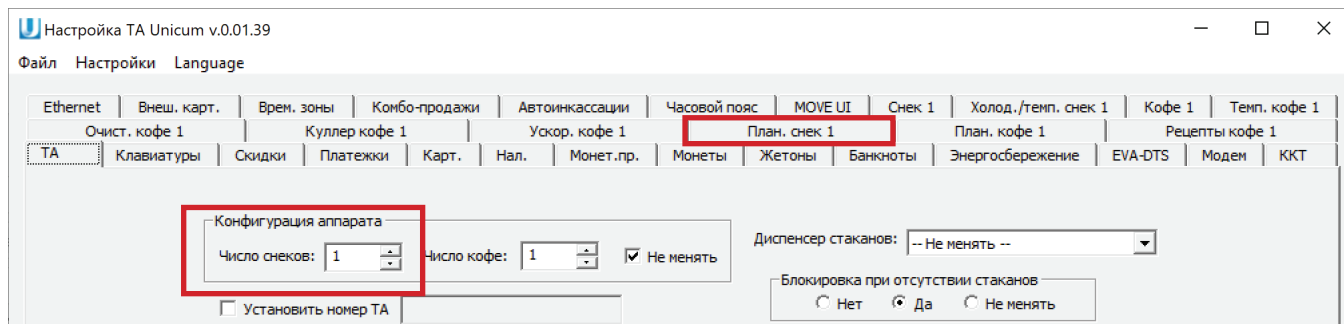 Настройка TA Unicum v.0.01.39
Файл Настройки Language
Ethernet Внеш. карт. Врем. зоны Комбо-продажи Автоинкассации Часовой пояс MOVE UI Снек 1 Холод./темп. снек 1 Кофе 1 Темп. кофе 1
Очист. кофе 1 Куллер кофе 1 Ускор. кофе 1 План. снек 1 План. кофе 1 Рецепты кофе 1
ТА Клавиатуры Скидки Платежки Карт. Нал. Монет.пр. Монеты Жетоны Банкноты Энергосбережение EVA-DTS Модем ККТ
Конфигурация аппарата
Число снеков: 1 Число кофе: 1 Не менять
Диспенсер стаканов: -- Не менять --
Блокировка при отсутствии стаканов
Нет Да Не менять
Установить номер ТА